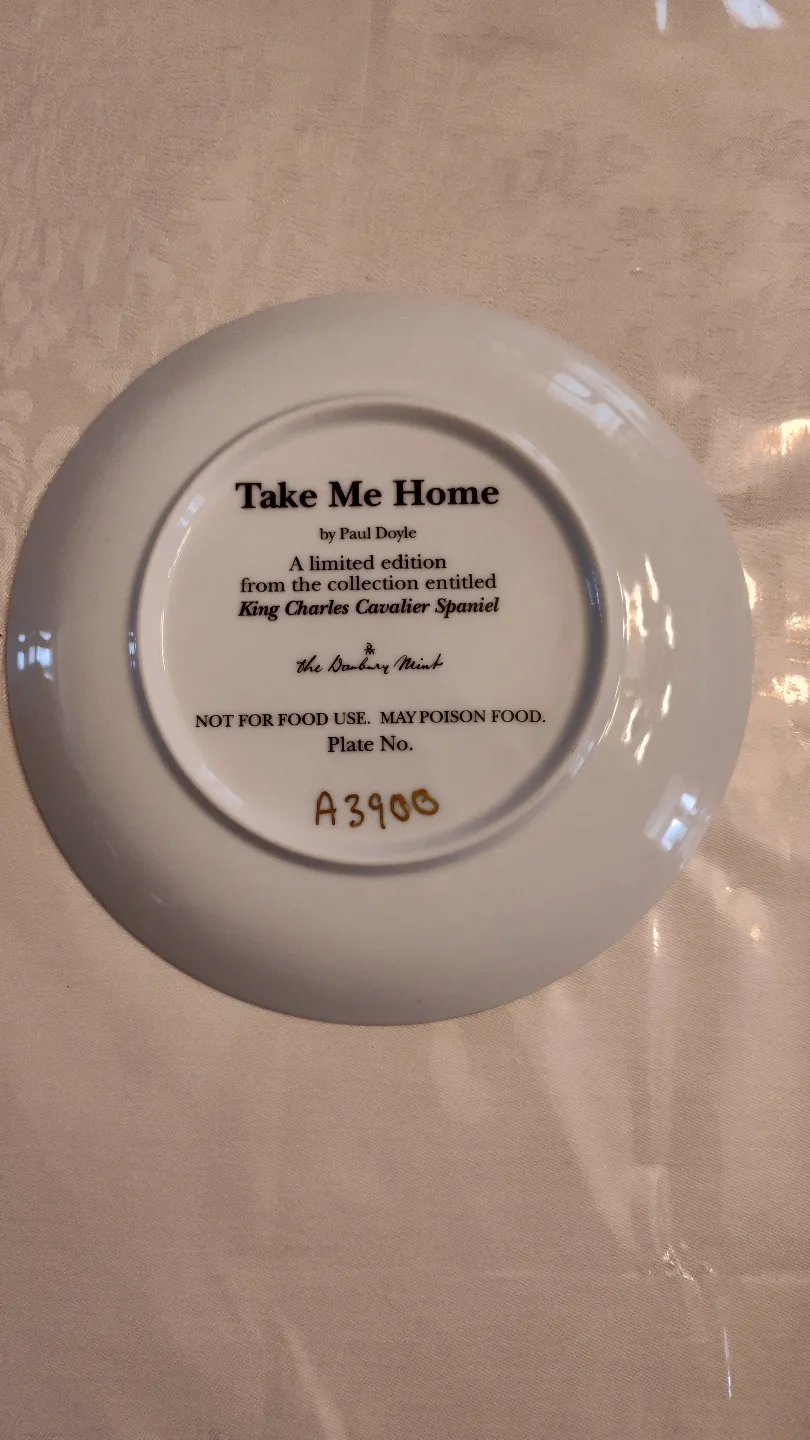 Take Me Home
by Paul Doyle
A limited edition
from the collection entitled
King Charles Cavalier Spaniel
the Danbury Mint
NOT FOR FOOD USE. MAY POISON FOOD.
Plate No.
A3900